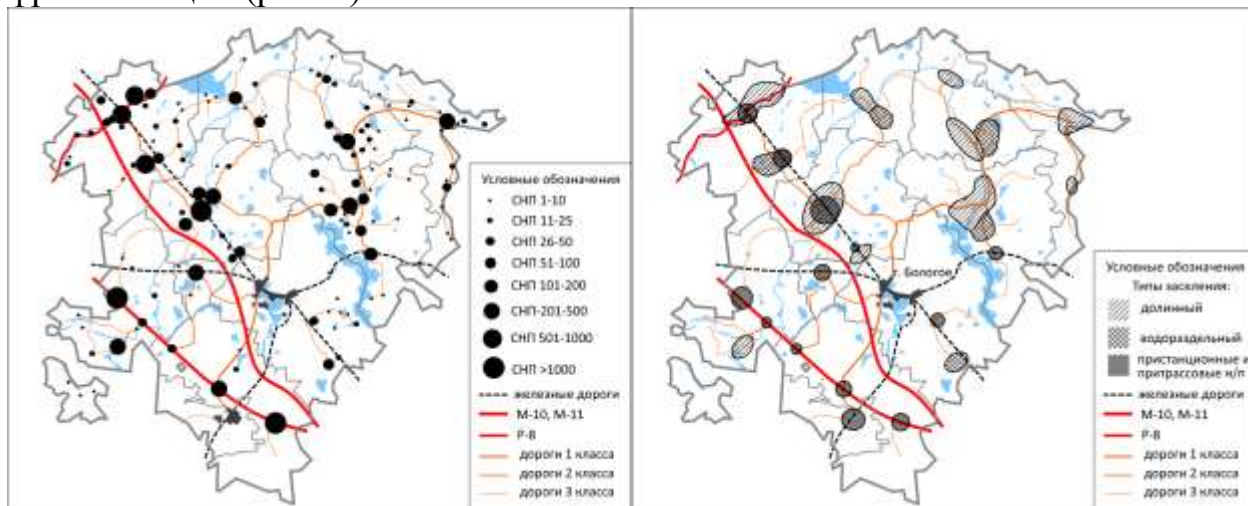 Условные обозначения
СНП 1-10
СНП 11-25
СНП 26-50
СНП 51-100
СНП 101-200
СНП-201-500
СНП 501-1000
СНП >1000
железные дороги
М-10, М-11
Р-8
дороги 1 класса
дороги 2 класса
дороги 3 класса
г. Бологое
Условные обозначения
Типы заселения:
долинный
водораздельный
пристанционные и
притрассовые н/п
железные дороги
М-10, М-11
Р-8
дороги 1 класса
дороги 2 класса
дороги 3 класса